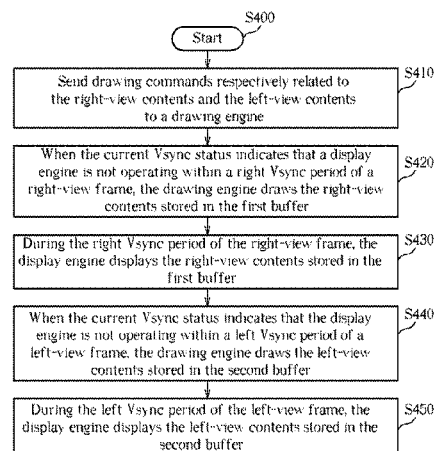 S400
Start
S410
Send drawing commands respectively related to
the right-view contents and the left-view contents
to a drawing engine
S420
When the current Vsync status indicates that a display
engine is not operating within a right Vsync period of a
right-view frame, the drawing engine draws the right-view
contents stored in the first buffer
S430
During the right Vsync period of the right-view frame, the
display engine displays the right-view contents stored in the
first buffer
S440
When the current Vsync status indicates that the display
engine is not operating within a left Vsync period of a
left-view frame, the drawing engine draws the left-view
contents stored in the second buffer
S450
During the left Vsync period of the left-view frame, the
display engine displays the left-view contents stored in the
second buffer